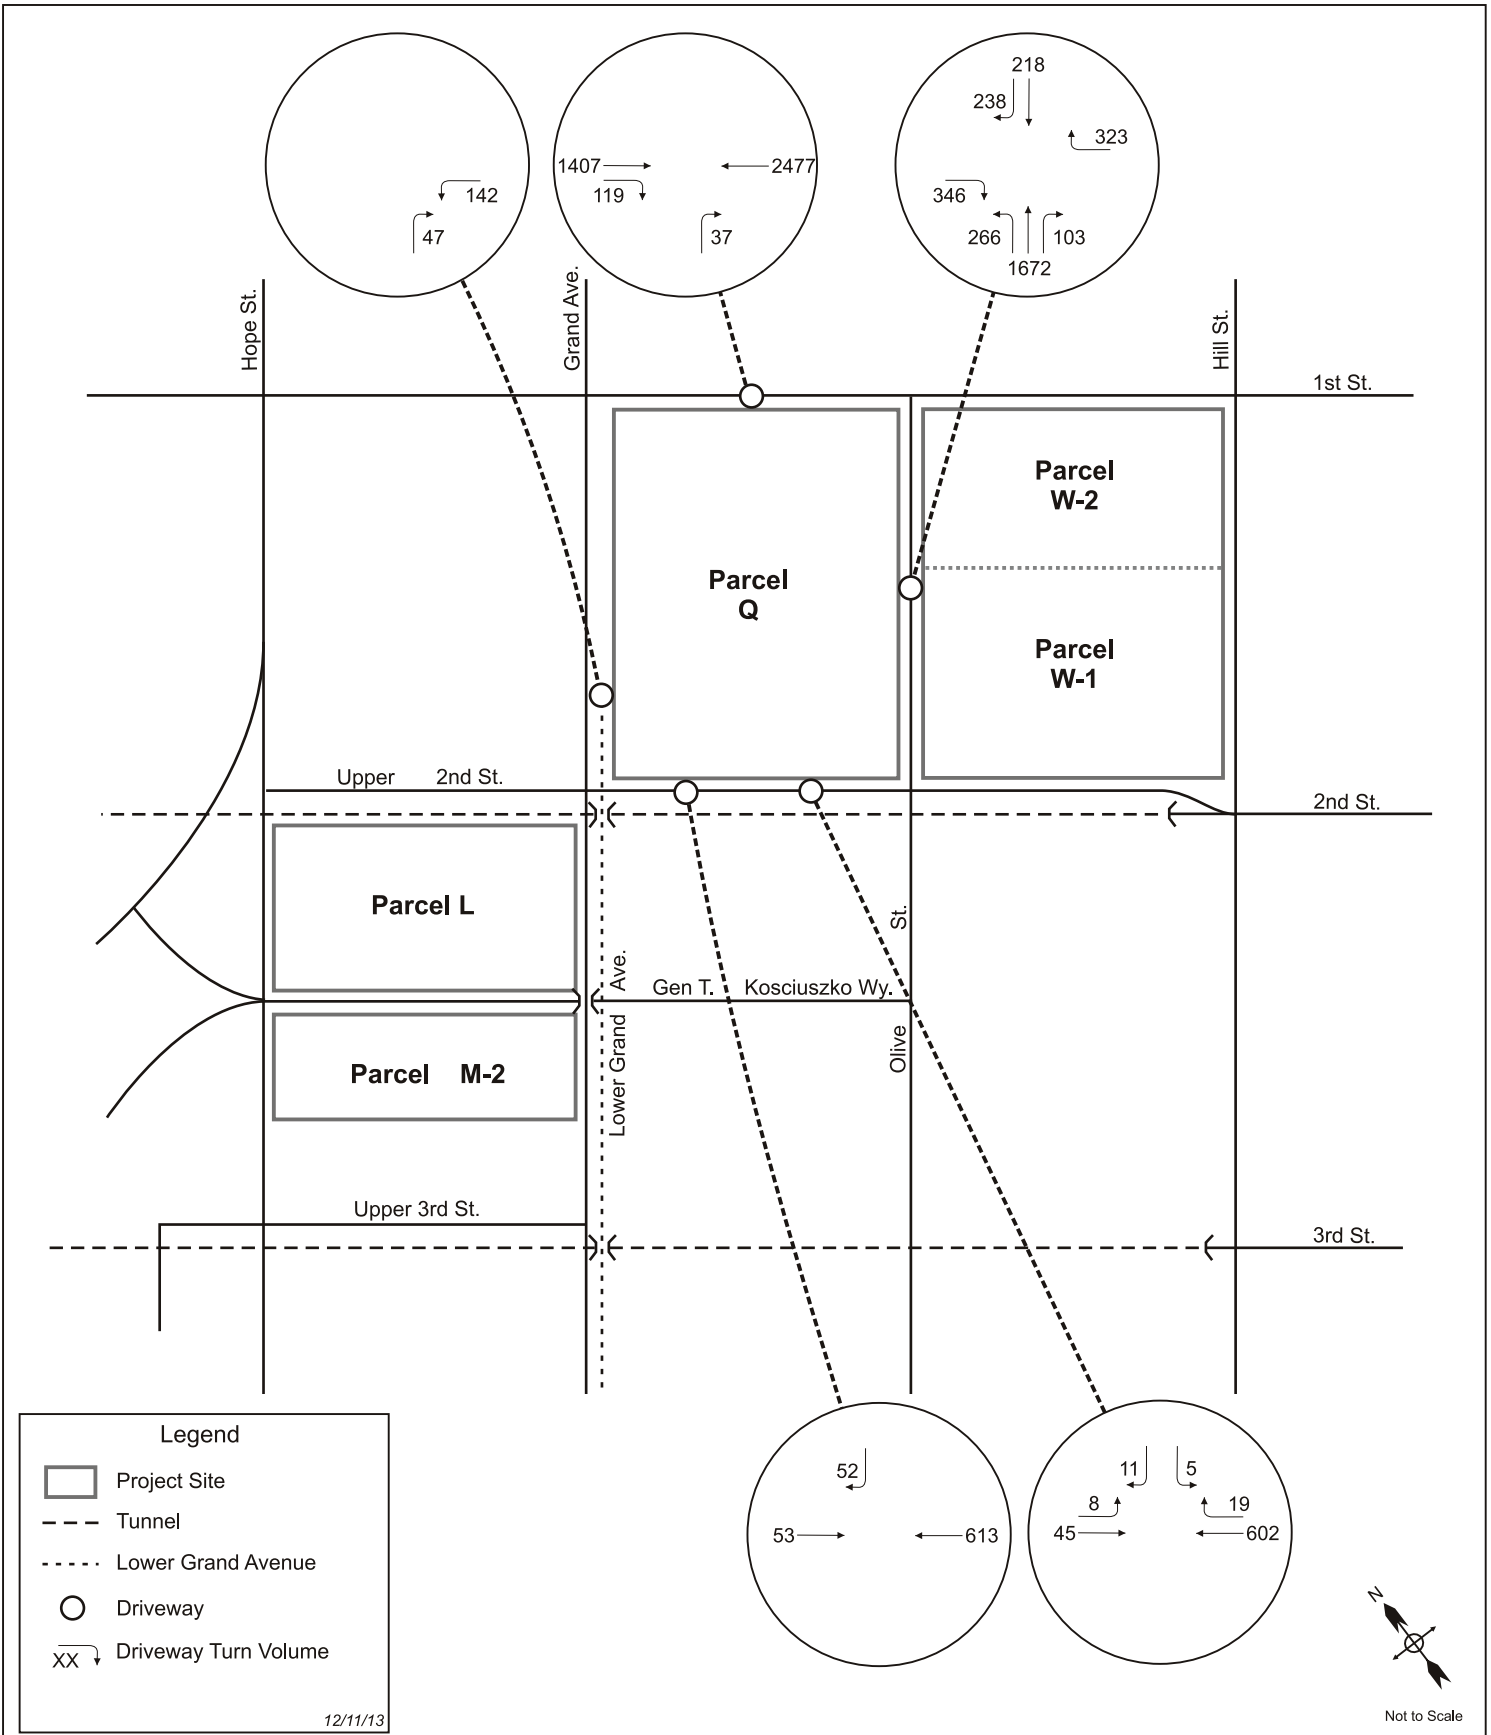 218
238
323
1407
2477
142
119
346
47
37
266
103
1672
Hope St.
Grand Ave.
Hill St.
1st St.
Parcel
W-2
Parcel
Q
Parcel
W-1
Upper 2nd St.
2nd St.
Parcel L
St.
Ave.
Gen T. Kosciuszko Wy.
Olive
Lower Grand
Parcel M-2
Upper 3rd St.
3rd St.
52
53
613
11
5
8
19
45
602
Legend
Project Site
Tunnel
Lower Grand Avenue
Driveway
XX Driveway Turn Volume
12/11/13
N
Not to Scale